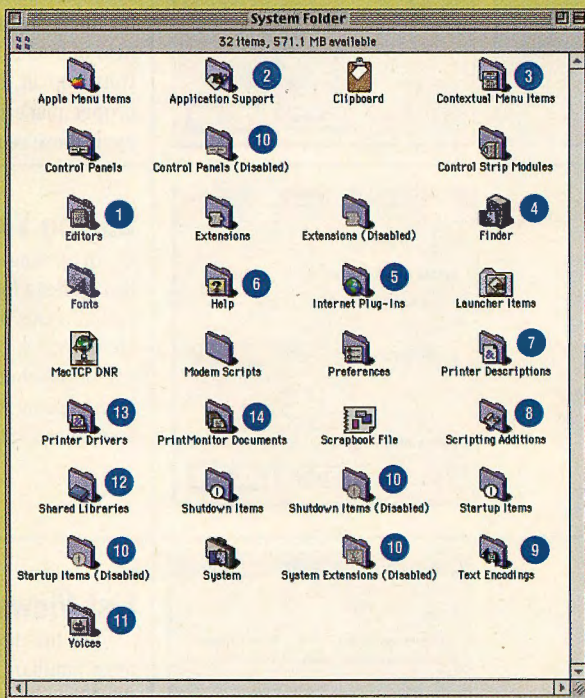 System Folder
32 items, 571.1 MB available
Apple Menu Items
2
Application Support
Clipboard
3
Contextual Menu Items
Control Panels
10
Control Panels (Disabled)
Control Strip Modules
1
Editors
Extensions
Extensions (Disabled)
4
Finder
Fonts
6
Help
5
Internet Plug-Ins
Launcher Items
MacTCP DNR
Modem Scripts
Preferences
7
Printer Descriptions
13
Printer Drivers
14
PrintMonitor Documents
Scrapbook File
8
Scripting Additions
12
Shared Libraries
Shutdown Items
10
Shutdown Items (Disabled)
Startup Items
10
Startup Items (Disabled)
System
10
System Extensions (Disabled)
9
Text Encodings
11
Voices